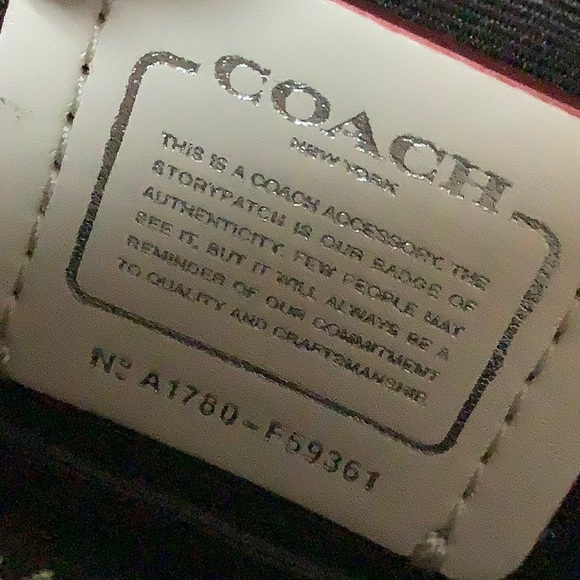 COACH
NEW YORK
THIS IS A COACH ACCESSORY. THE
STORYPATCH IS OUR BADGE OF
AUTHENTICITY. FEW PEOPLE MAY
SEE IT, BUT IT WILL ALWAYS BE A
REMINDER OF OUR COMMITMENT
TO QUALITY AND CRAFTSMANSHIP.
Nº A1780-F59361